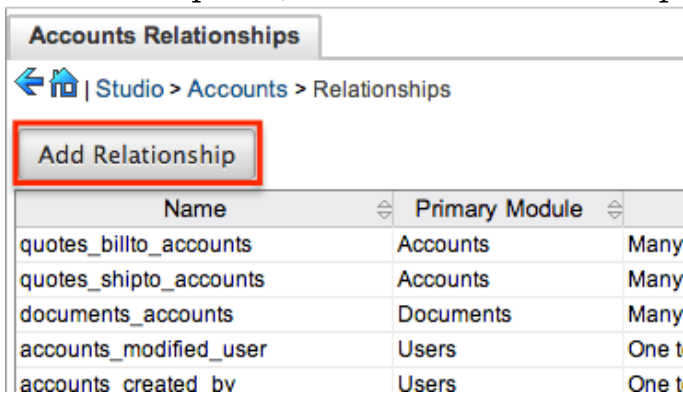 Accounts Relationships
| Studio > Accounts > Relationships
Add Relationship
Name Primary Module
quotes_billto_accounts Accounts Many
quotes_shipto_accounts Accounts Many
documents_accounts Documents Many
accounts_modified_user Users One
accounts_created_by Users One